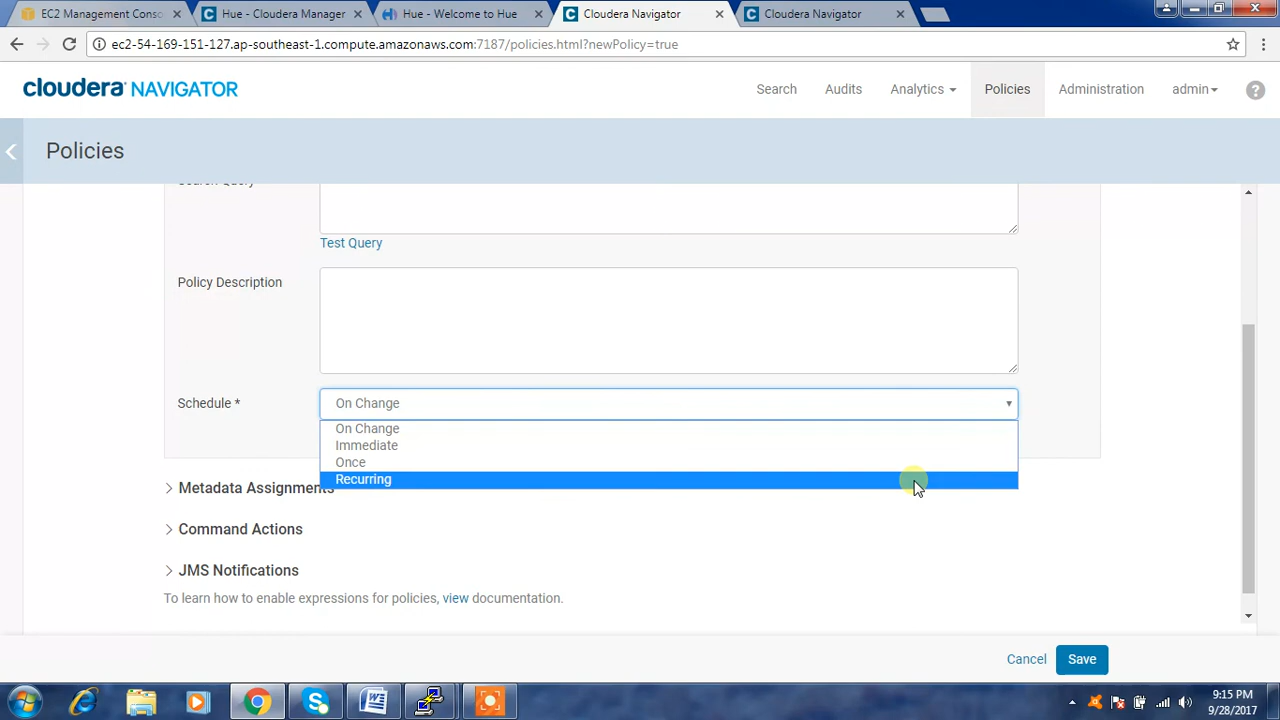 EC2 Management Conso
Hue - Cloudera Manager
Hue - Welcome to Hue
Cloudera Navigator
Cloudera Navigator
ec2-54-169-151-127.ap-southeast-1.compute.amazonaws.com:7187/policies.html?newPolicy=true
cloudera NAVIGATOR
Search
Audits
Analytics
Policies
Administration
admin
Policies
Search Query
Test Query
Policy Description
Schedule *
On Change
On Change
Immediate
Once
Recurring
Metadata Assignments
Command Actions
JMS Notifications
To learn how to enable expressions for policies, view documentation.
Cancel
Save
9:15 PM
9/28/2017